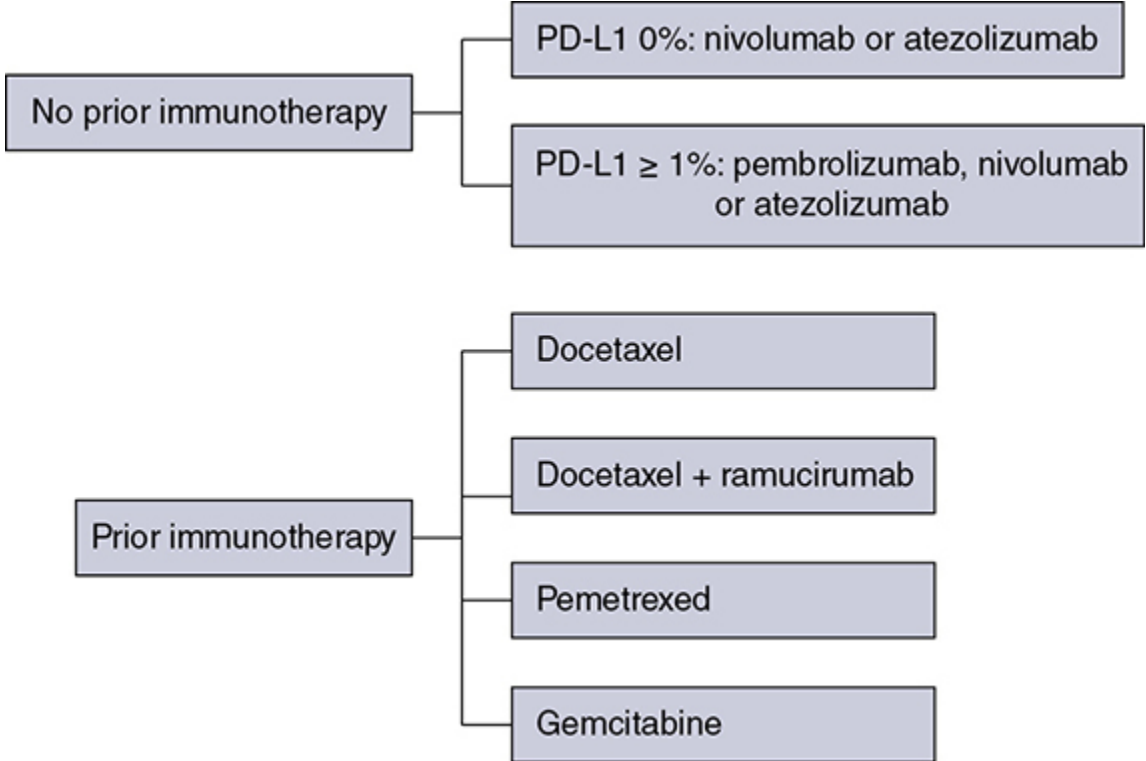 No prior immunotherapy
PD-L1 0%: nivolumab or atezolizumab
PD-L1 ≥ 1%: pembrolizumab, nivolumab
or atezolizumab
Prior immunotherapy
Docetaxel
Docetaxel + ramucirumab
Pemetrexed
Gemcitabine